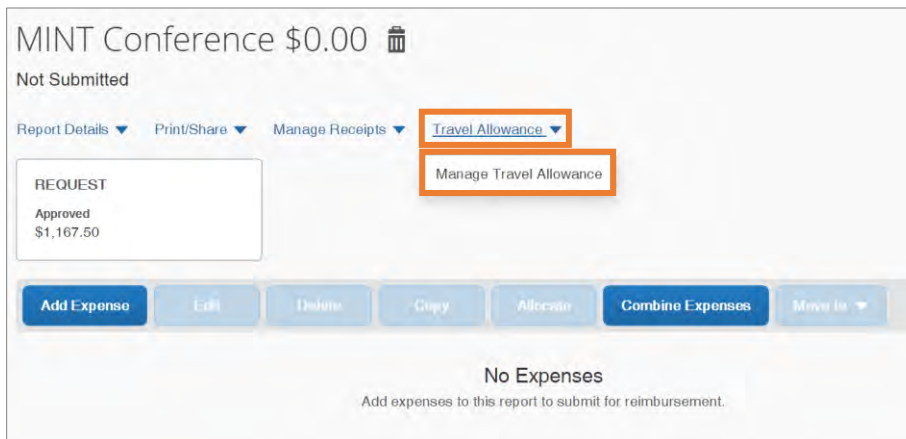 MINT Conference $0.00
Not Submitted
Report Details Print/Share Manage Receipts Travel Allowance
Manage Travel Allowance
REQUEST
Approved
$1,167.50
Add Expense Edit Delete Copy Allocate Combine Expenses Move to
No Expenses
Add expenses to this report to submit for reimbursement.